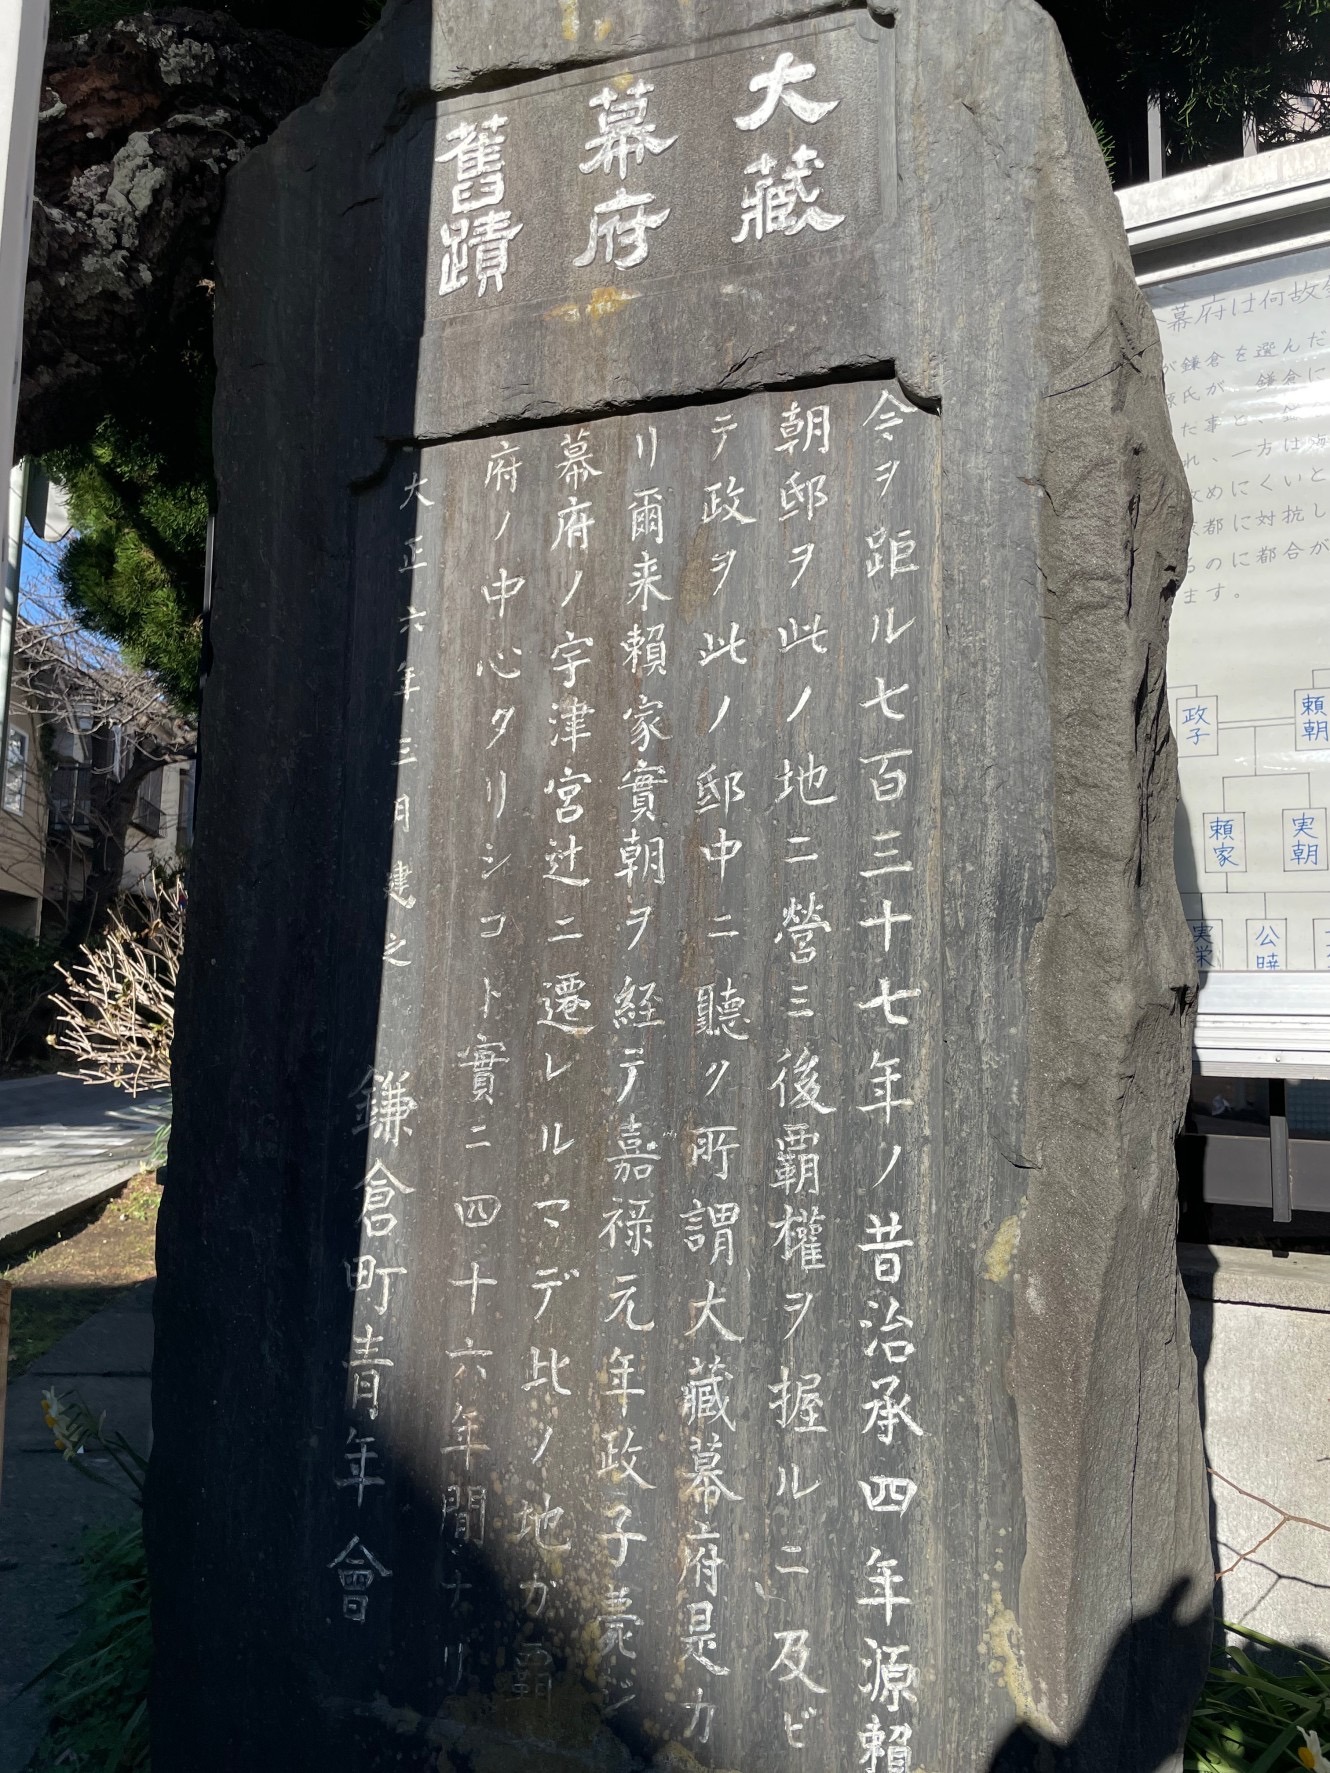 大藏
幕府
舊蹟
今ヲ距ル七百三十七年ノ昔治承四年源賴
朝邸ヲ此ノ地ニ營ミ後覇權ヲ握ルニ及ビ
テ政ヲ此ノ邸中ニ聽ク所謂大藏幕府是カ
リ爾来賴家實朝ヲ経テ嘉禄元年政子薨ジ
幕府ノ宇津宮辻ニ遷レルマデ比ノ地ガ覇
府ノ中心タリシコト實ニ四十六年間ナリ
大正六年三月建之 鎌倉町青年會
幕府は何故
が鎌倉を選んだ
源氏が、鎌倉に
た事と、
れ、一方は海
攻めにくいと
京都に対抗し
るのに都合が
ます。
政子
頼朝
頼家
実朝
実栄
公暁